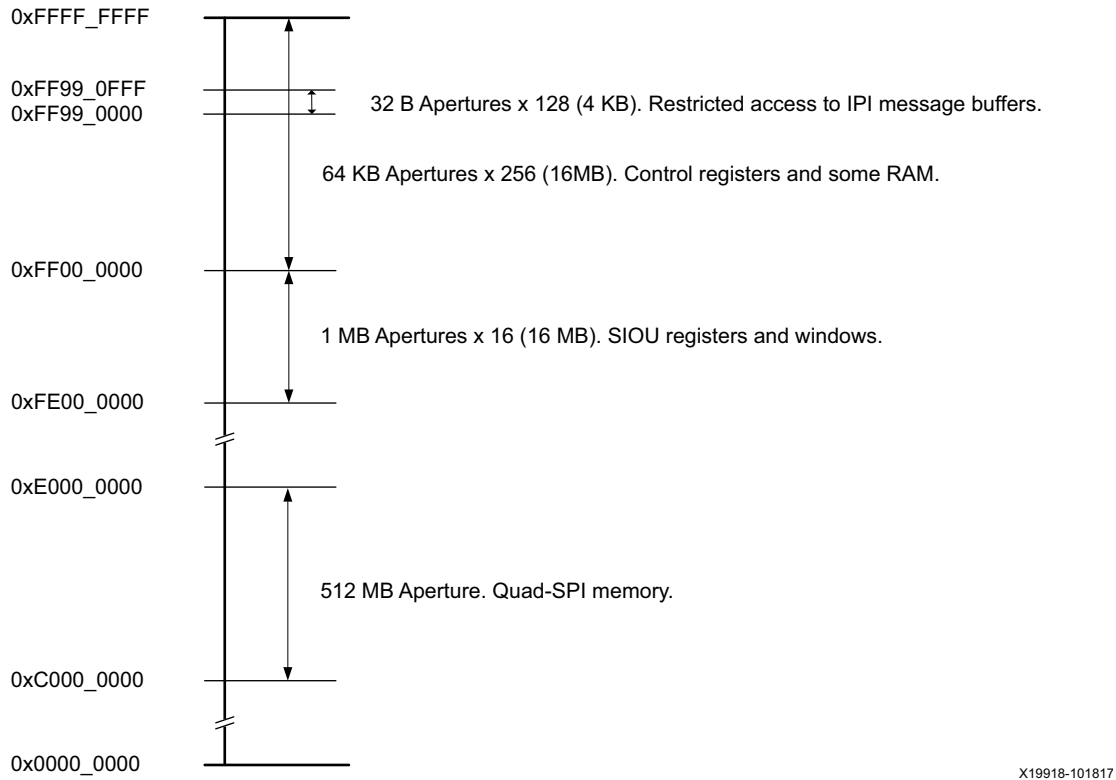 0xFFFF_FFFF
0xFF99_0FFF
32 B Apertures x 128 (4 KB). Restricted access to IPI message buffers.
0xFF99_0000
64 KB Apertures x 256 (16MB). Control registers and some RAM.
0xFF00_0000
1 MB Apertures x 16 (16 MB). SIOU registers and windows.
0xFE00_0000
0xE000_0000
512 MB Aperture. Quad-SPI memory.
0xC000_0000
0x0000_0000
X19918-101817